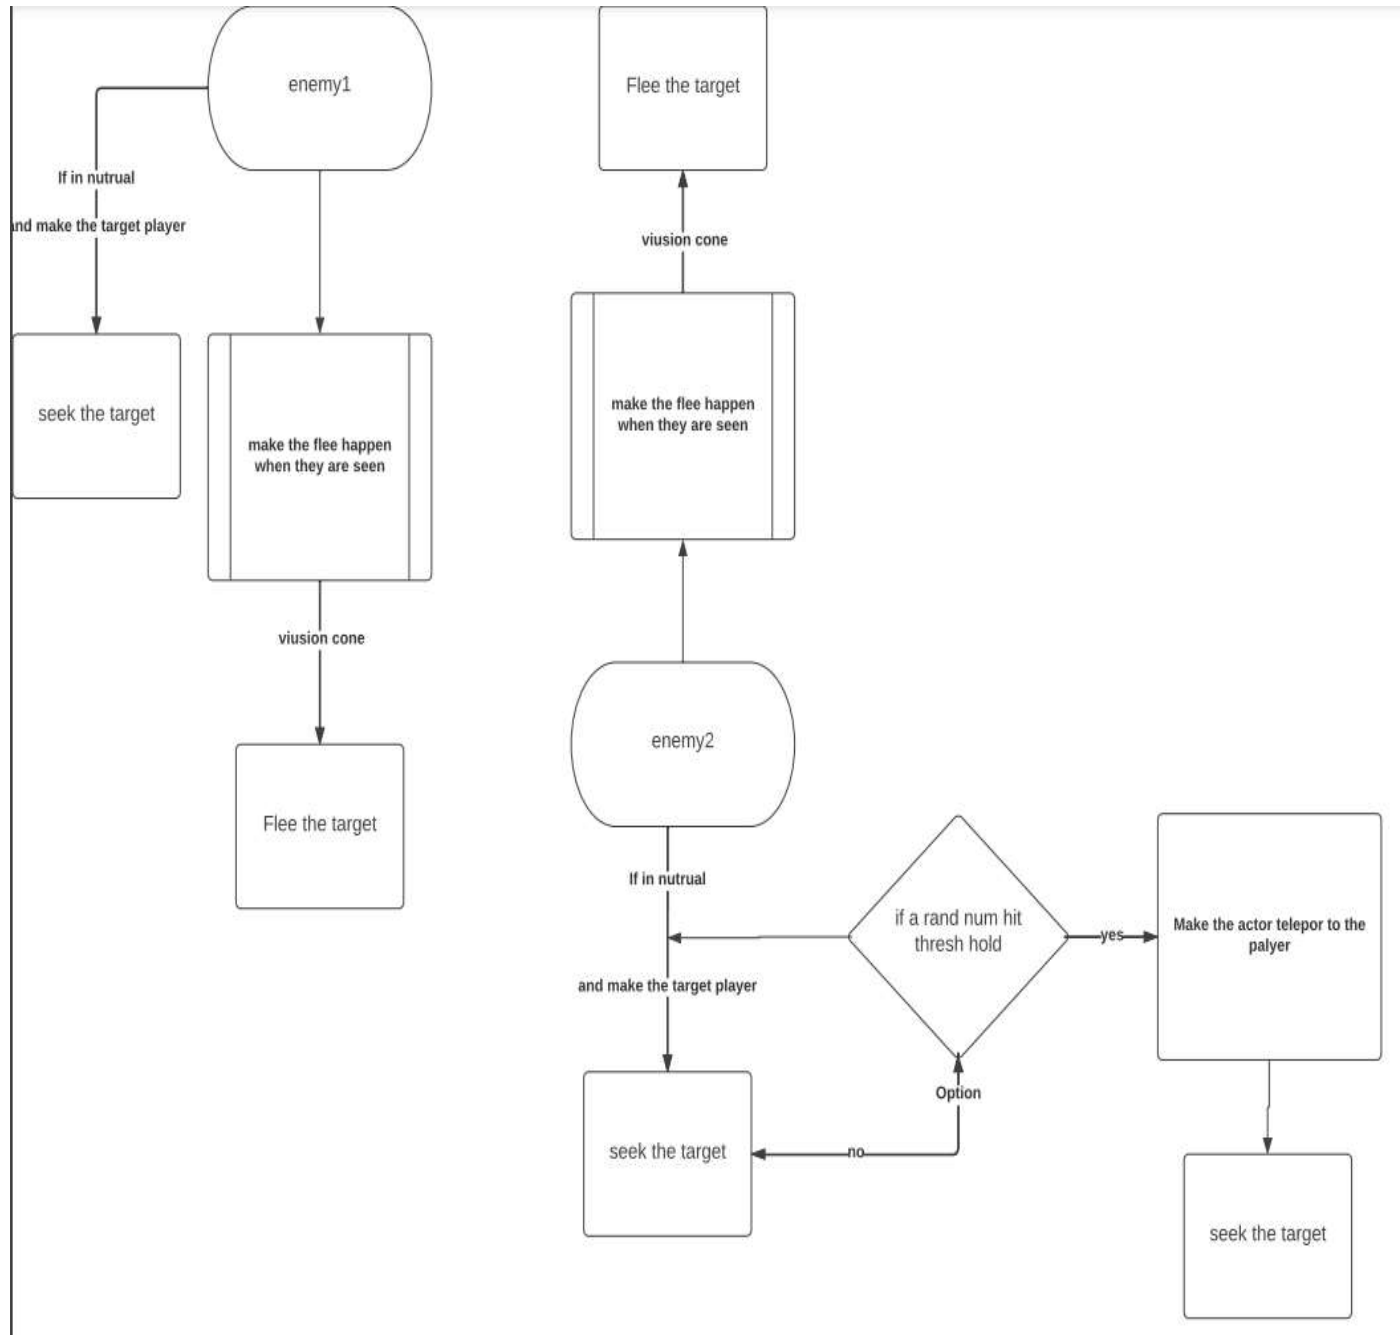 enemy1
Flee the target
If in nutrual
and make the target player
viusion cone
seek the target
make the flee happen
when they are seen
make the flee happen
when they are seen
viusion cone
enemy2
Flee the target
If in nutrual
if a rand num hit
thresh hold
yes
Make the actor telepor to the
palyer
and make the target player
Option
seek the target
no
seek the target